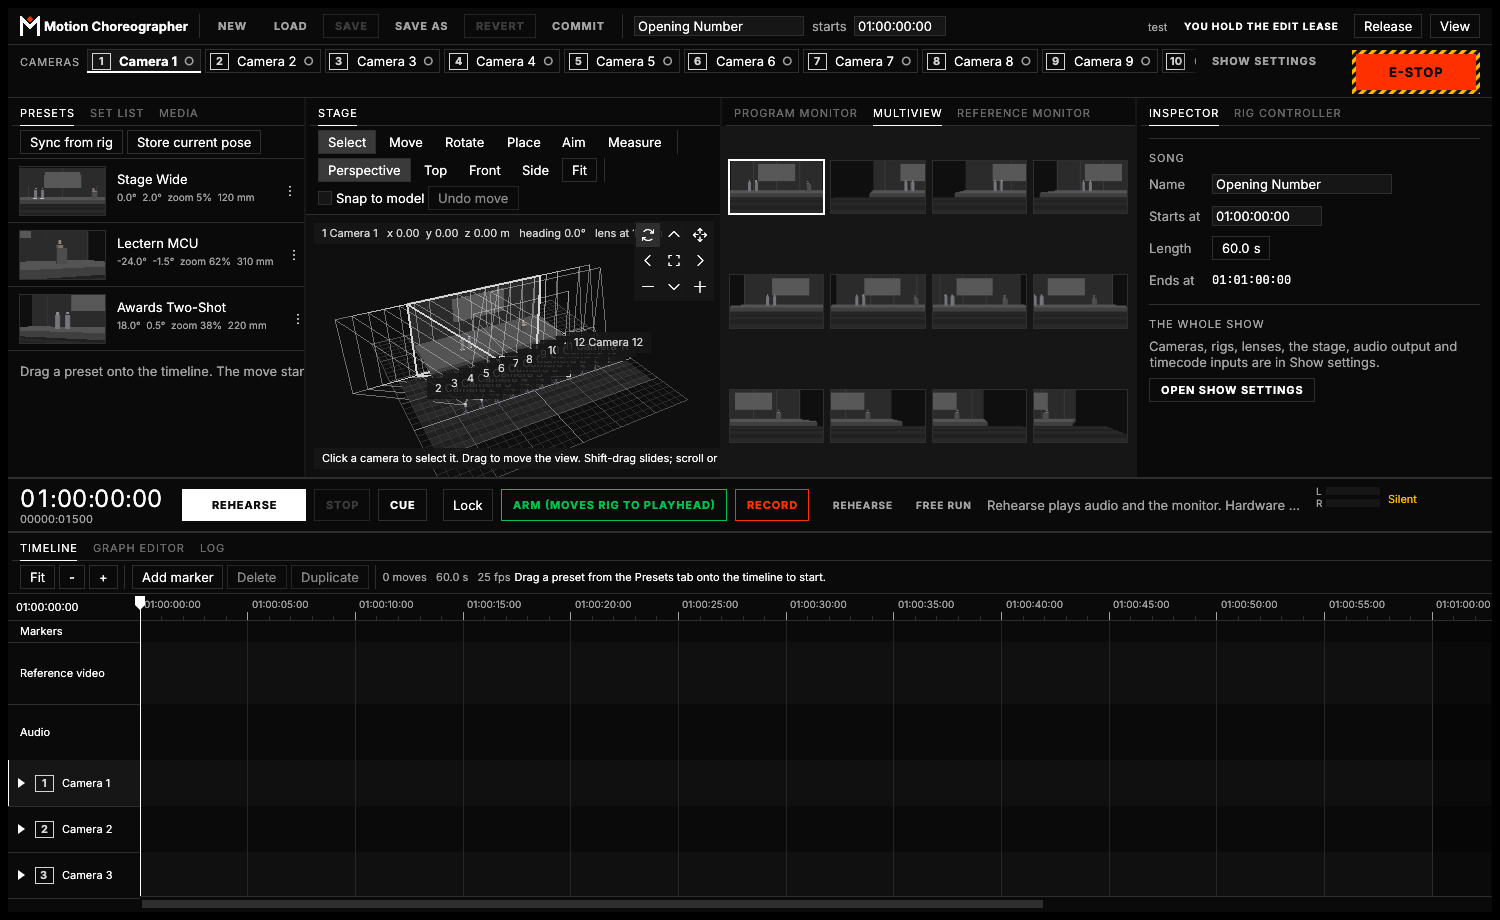 Motion Choreographer NEW LOAD SAVE SAVE AS REVERT COMMIT Opening Number starts 01:00:00:00 test YOU HOLD THE EDIT LEASE Release View
CAMERAS 1 Camera 1 2 Camera 2 3 Camera 3 4 Camera 4 5 Camera 5 6 Camera 6 7 Camera 7 8 Camera 8 9 Camera 9 10 SHOW SETTINGS E-STOP
PRESETS SET LIST MEDIA
Sync from rig Store current pose
Stage Wide
0.0° 2.0° zoom 5% 120 mm
Lectern MCU
-24.0° -1.5° zoom 62% 310 mm
Awards Two-Shot
18.0° 0.5° zoom 38% 220 mm
Drag a preset onto the timeline. The move star
STAGE
Select Move Rotate Place Aim Measure
Perspective Top Front Side Fit
Snap to model Undo move
1 Camera 1 x 0.00 y 0.00 z 0.00 m heading 0.0° lens at
12 Camera 12
10
8
7
6
5
4
3
2
Click a camera to select it. Drag to move the view. Shift-drag slides; scroll or
PROGRAM MONITOR MULTIVIEW REFERENCE MONITOR
INSPECTOR RIG CONTROLLER
SONG
Name Opening Number
Starts at 01:00:00:00
Length 60.0 s
Ends at 01:01:00:00
THE WHOLE SHOW
Cameras, rigs, lenses, the stage, audio output and
timecode inputs are in Show settings.
OPEN SHOW SETTINGS
01:00:00:00
00000:01500
REHEARSE STOP CUE Lock ARM (MOVES RIG TO PLAYHEAD) RECORD REHEARSE FREE RUN Rehearse plays audio and the monitor. Hardware ...
L
R
Silent
TIMELINE GRAPH EDITOR LOG
Fit - + Add marker Delete Duplicate 0 moves 60.0 s 25 fps Drag a preset from the Presets tab onto the timeline to start.
01:00:00:00 01:00:00:00 01:00:05:00 01:00:10:00 01:00:15:00 01:00:20:00 01:00:25:00 01:00:30:00 01:00:35:00 01:00:40:00 01:00:45:00 01:00:50:00 01:00:55:00 01:01:00:00
Markers
Reference video
Audio
1 Camera 1
2 Camera 2
3 Camera 3